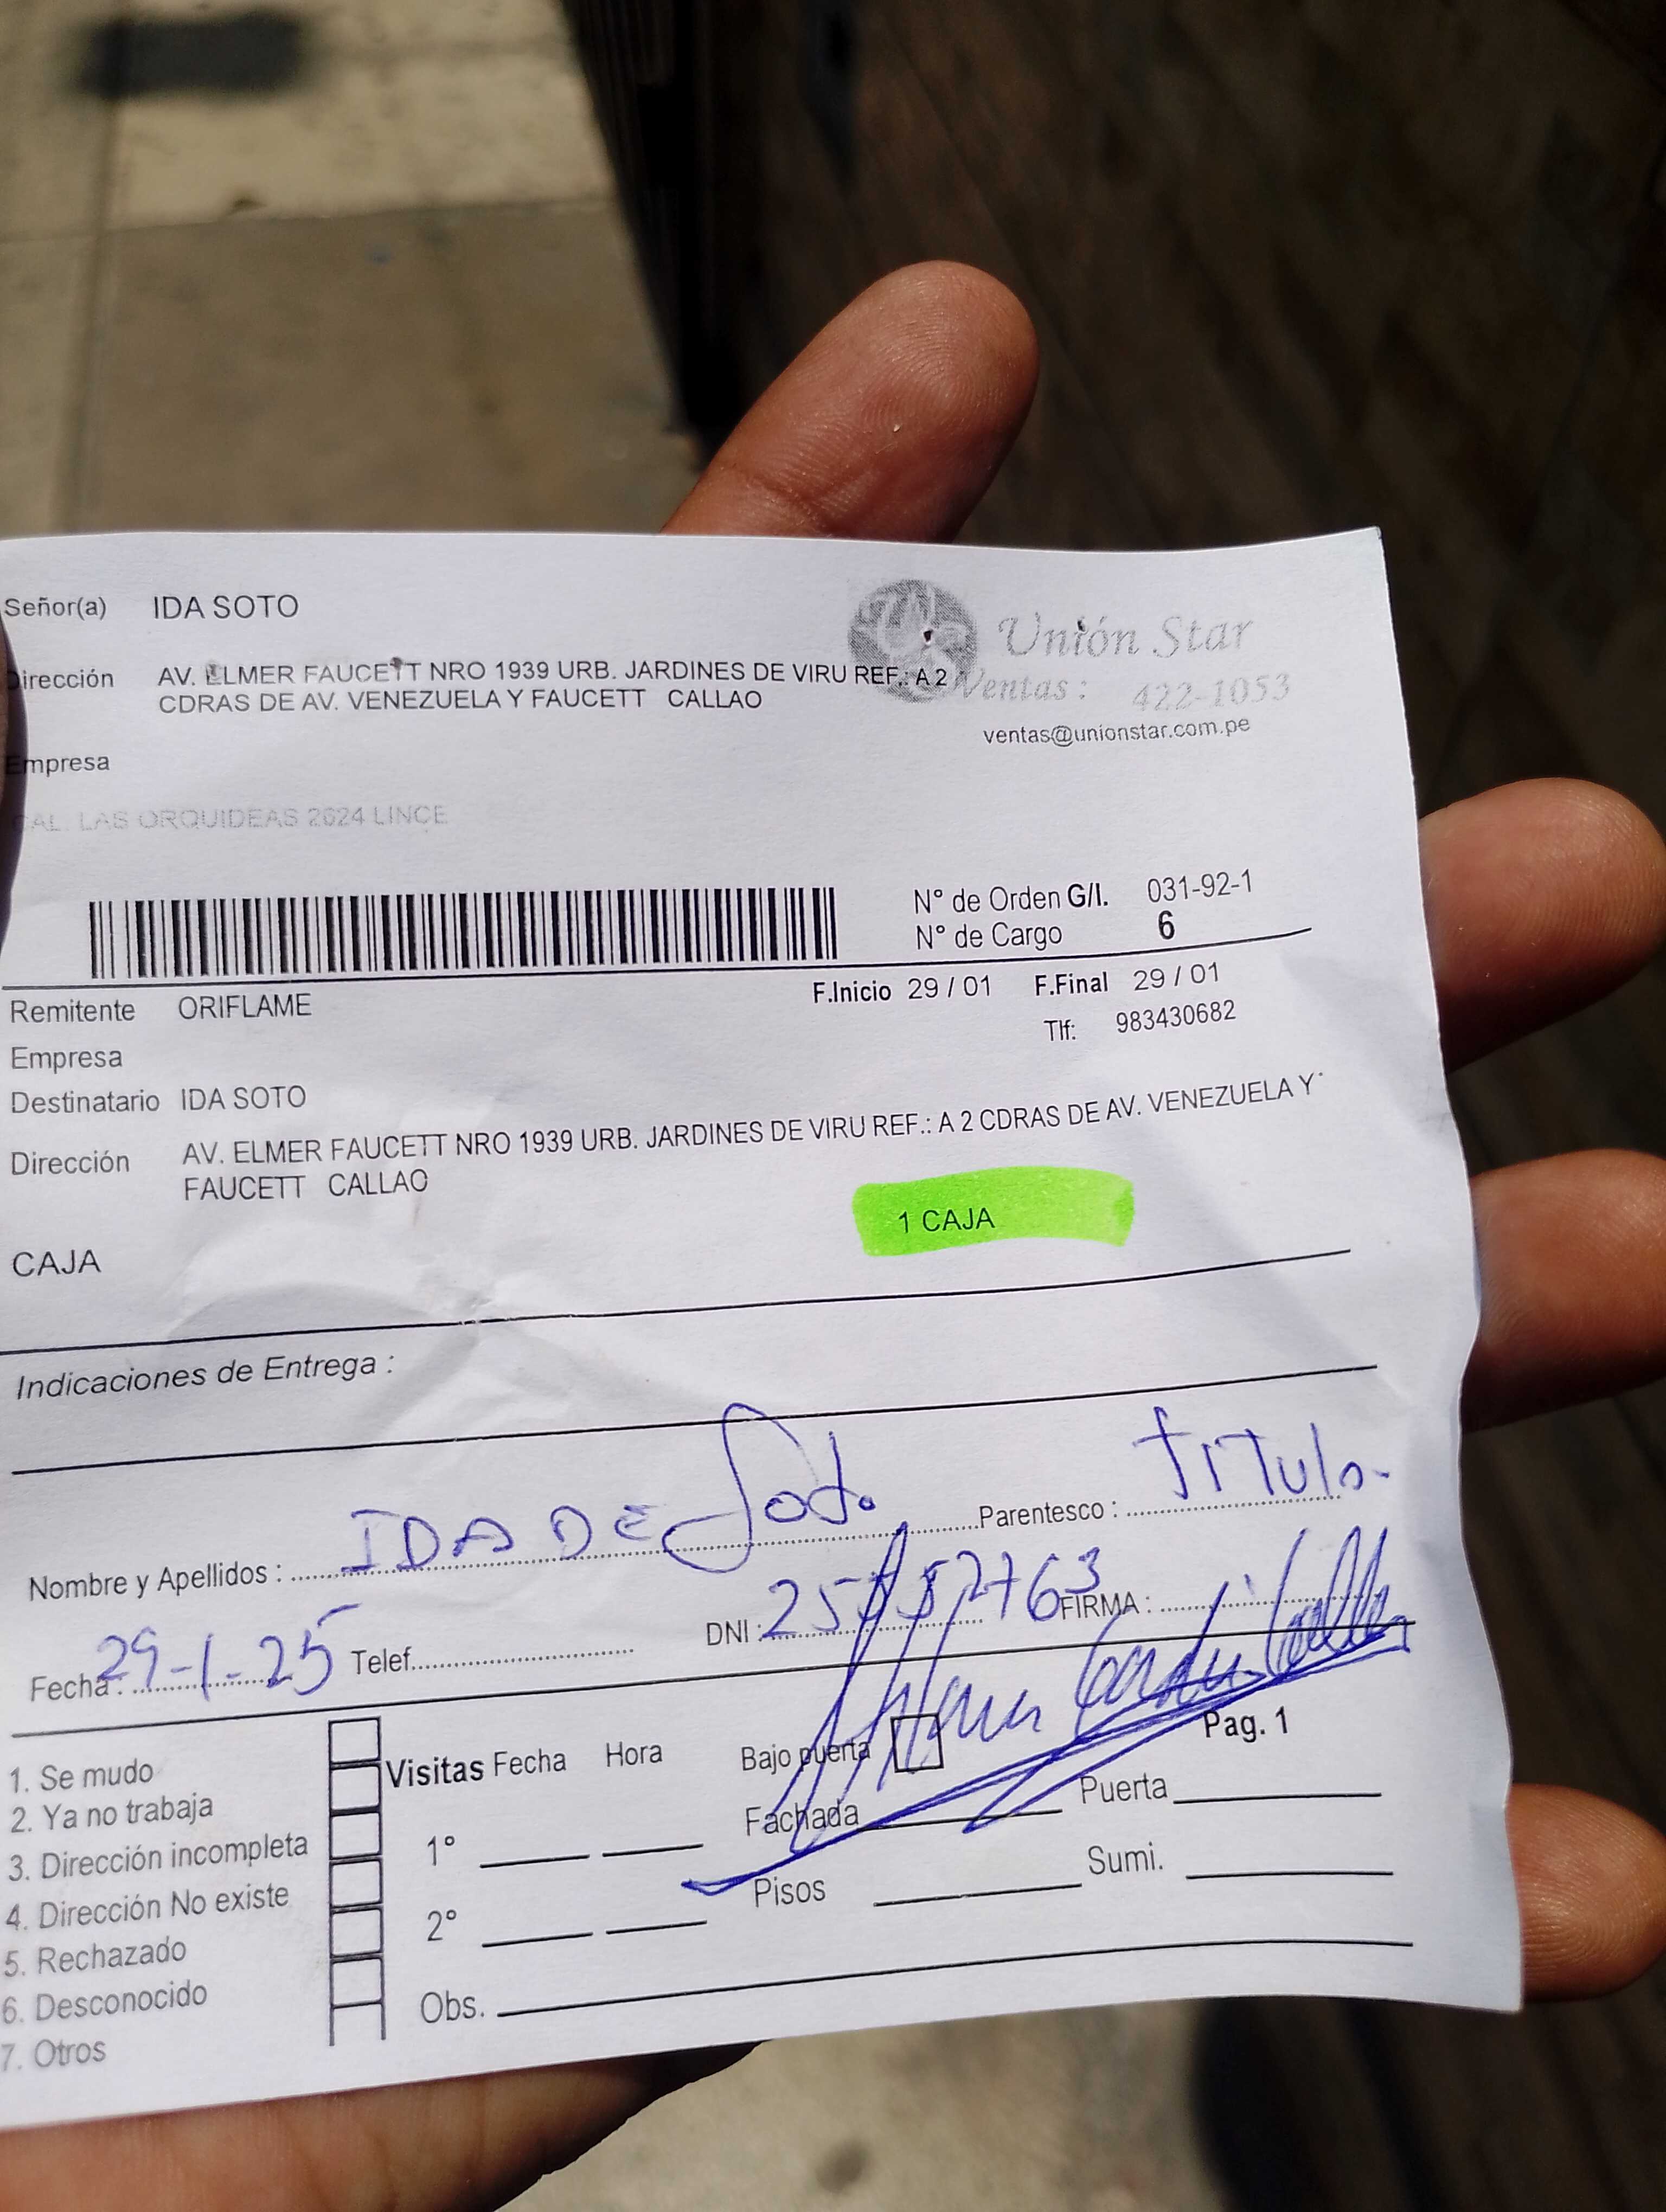 Señor(a) IDA SOTO
Unión Star
Dirección AV. ELMER FAUCETT NRO 1939 URB. JARDINES DE VIRU REF.: A 2
CDRAS DE AV. VENEZUELA Y FAUCETT CALLAO
Ventas: 422-1053
ventas@unionstar.com.pe
Empresa
CAL. LAS ORQUIDEAS 2624 LINCE
N° de Orden G/I. 031-92-1
N° de Cargo 6
Remitente ORIFLAME
F.Inicio 29 / 01 F.Final 29 / 01
Tlf: 983430682
Empresa
Destinatario IDA SOTO
Dirección AV. ELMER FAUCETT NRO 1939 URB. JARDINES DE VIRU REF.: A 2 CDRAS DE AV. VENEZUELA Y
FAUCETT CALLAO
1 CAJA
CAJA
Indicaciones de Entrega :
Nombre y Apellidos : IDA DE Soto Parentesco : TITULO
Fecha : 29-1-25 Telef. DNI : FIRMA :
1. Se mudo
2. Ya no trabaja
3. Dirección incompleta
4. Dirección No existe
5. Rechazado
6. Desconocido
7. Otros
Visitas Fecha Hora
1°
2°
Obs.
Bajo puerta
Pag. 1
Fachada Puerta
Pisos Sumi.